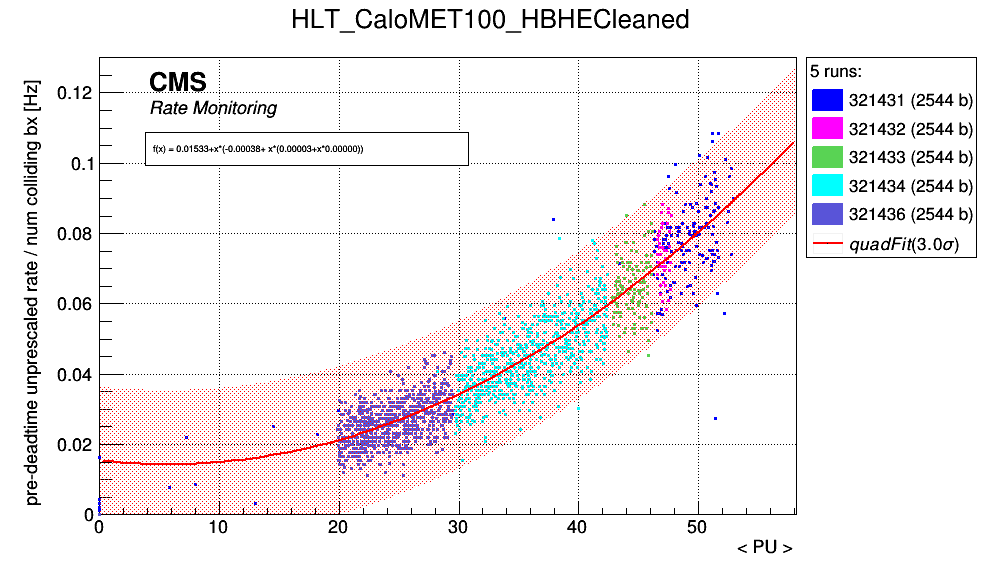 HLT_CaloMET100_HBHECleaned
pre-deadtime unprescaled rate / num colliding bx [Hz]
0.12
0.1
0.08
0.06
0.04
0.02
0
CMS
Rate Monitoring
f(x) = 0.01533+x*(-0.00038+ x*(0.00003+x*0.00000))
0 10 20 30 40 50
< PU >
5 runs:
321431 (2544 b)
321432 (2544 b)
321433 (2544 b)
321434 (2544 b)
321436 (2544 b)
quadFit(3.0σ)